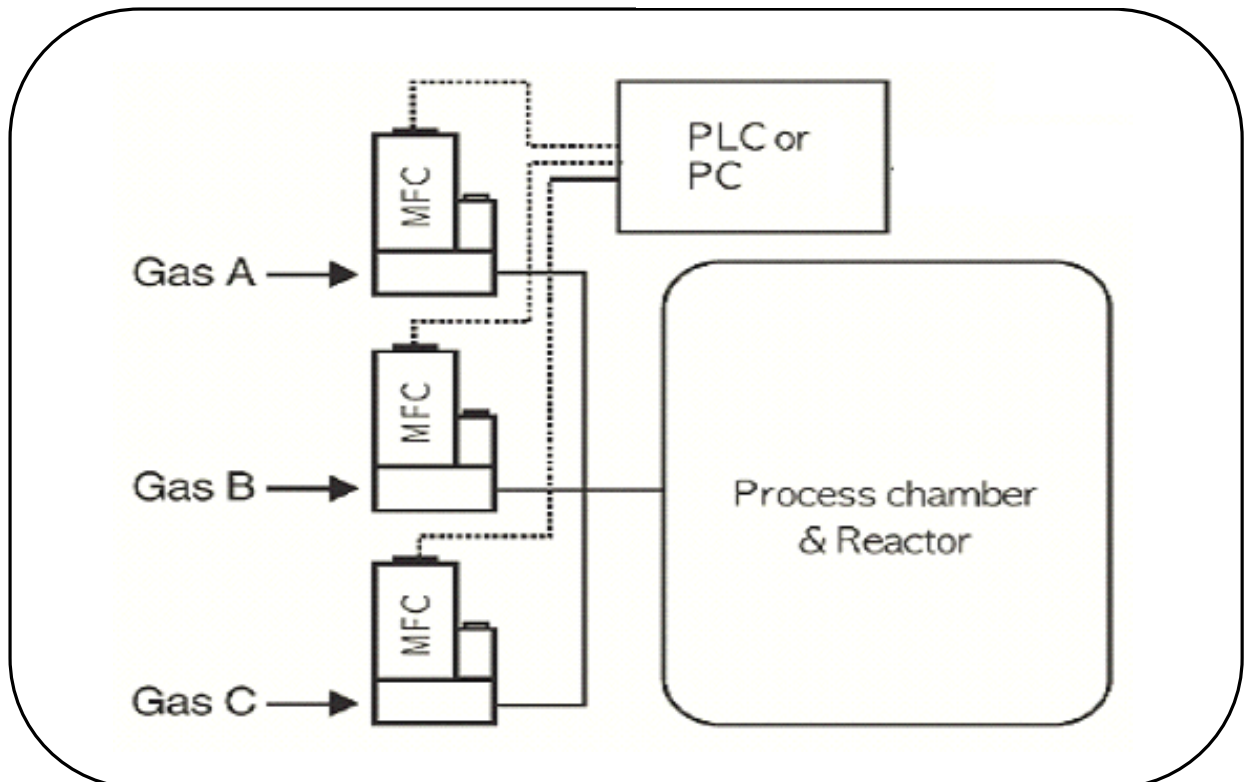 PLC or
PC
MFC
Gas A
MFC
Gas B
Process chamber
& Reactor
MFC
Gas C